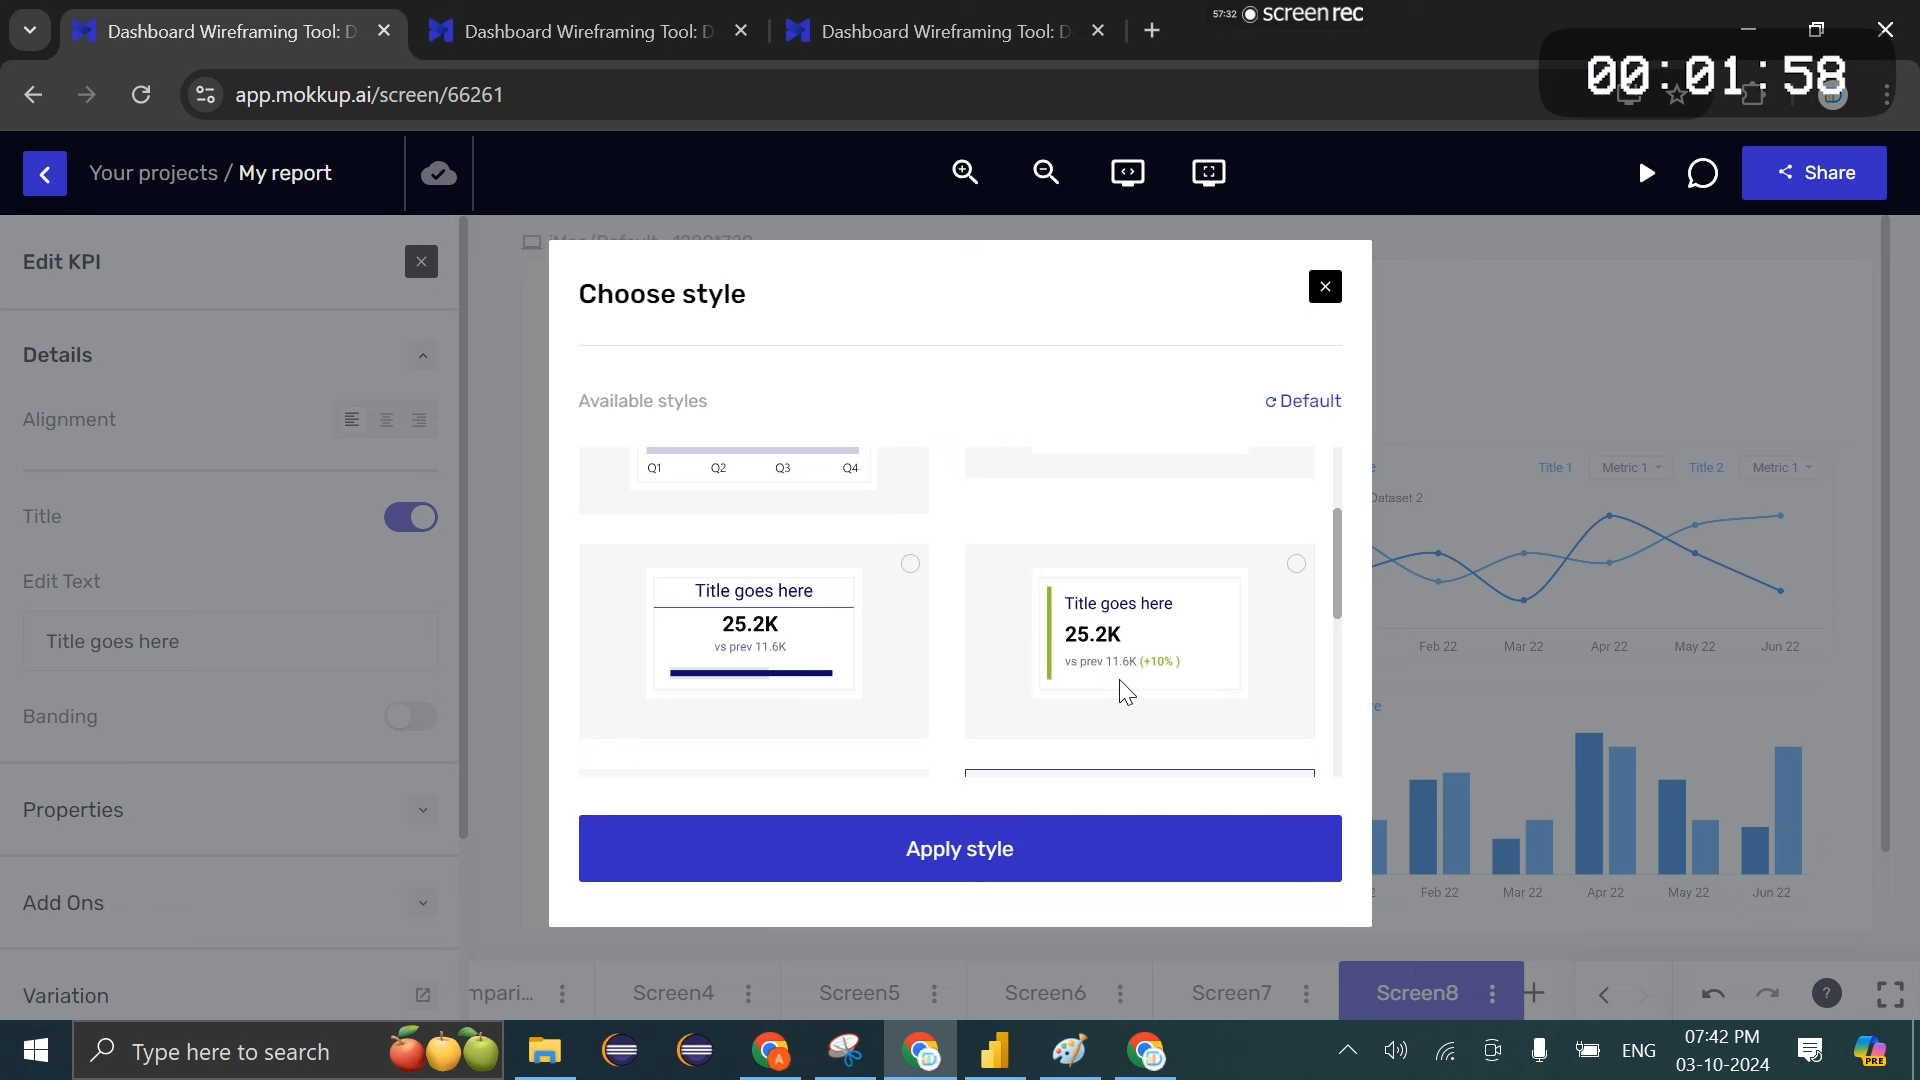 Dashboard Wireframing Tool: D
Dashboard Wireframing Tool: D
Dashboard Wireframing Tool: D
57:32 screenrec
00:01:58
app.mokkup.ai/screen/66261
Your projects / My report
Share
Edit KPI
Details
Alignment
Title
Edit Text
Title goes here
Banding
Properties
Add Ons
Variation
Choose style
Available styles
Default
Q1 Q2 Q3 Q4
Title goes here
25.2K
vs prev 11.6K
Title goes here
25.2K
vs prev 11.6K (+10% )
Apply style
Title 1 Metric 1 Title 2 Metric 1
Dataset 2
Feb 22 Mar 22 Apr 22 May 22 Jun 22
Feb 22 Mar 22 Apr 22 May 22 Jun 22
mpari... Screen4 Screen5 Screen6 Screen7 Screen8
Type here to search
ENG
07:42 PM
03-10-2024
PRE